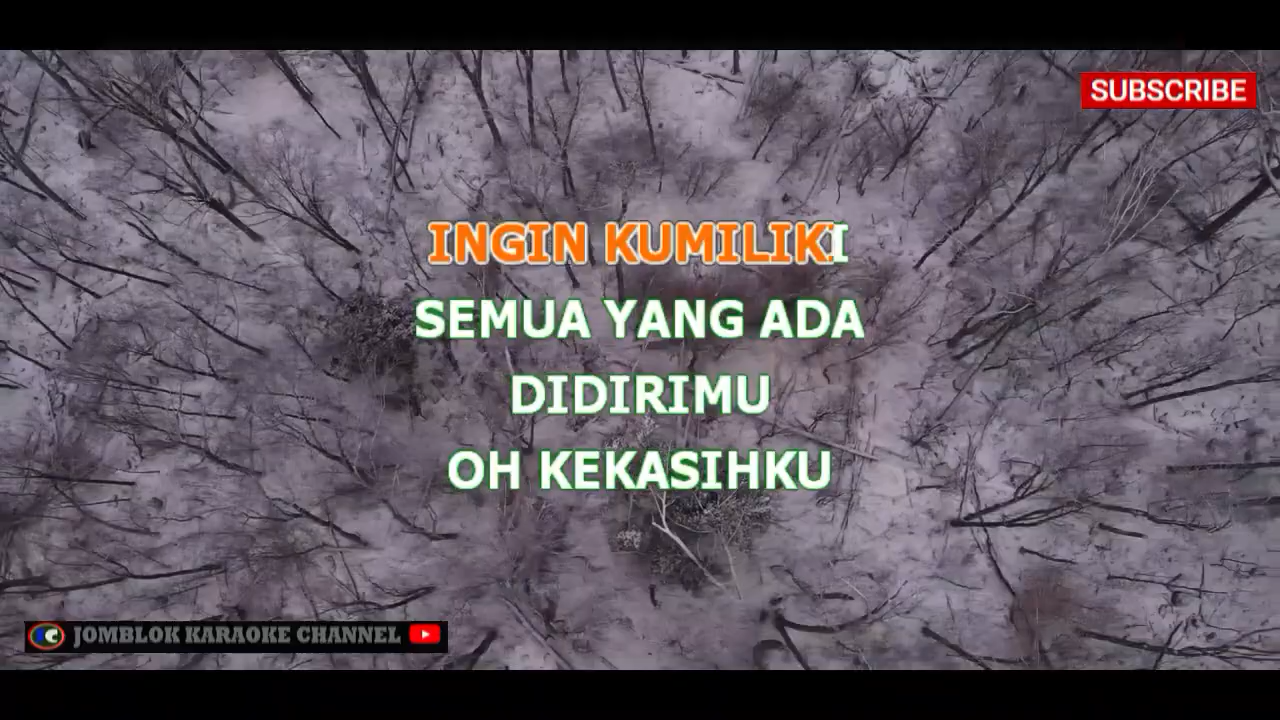 SUBSCRIBE
INGIN KUMILIKI
SEMUA YANG ADA
DIDIRIMU
OH KEKASIHKU
JOMBLOK KARAOKE CHANNEL